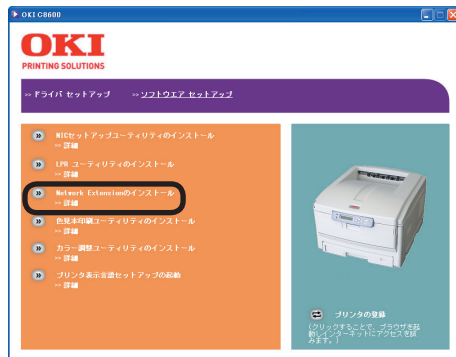 OKI C8600
OKI
PRINTING SOLUTIONS
>> ドライバ セットアップ >> ソフトウエア セットアップ
NICセットアップユーティリティのインストール
>> 詳細
LPR ユーティリティのインストール
>> 詳細
Network Extensionのインストール
>> 詳細
色見本印刷ユーティリティのインストール
>> 詳細
カラー調整ユーティリティのインストール
>> 詳細
プリンタ表示言語セットアップの起動
>> 詳細
プリンタの登録
(クリックすることで、ブラウザを起
動しインターネットにアクセスを試
みます。)